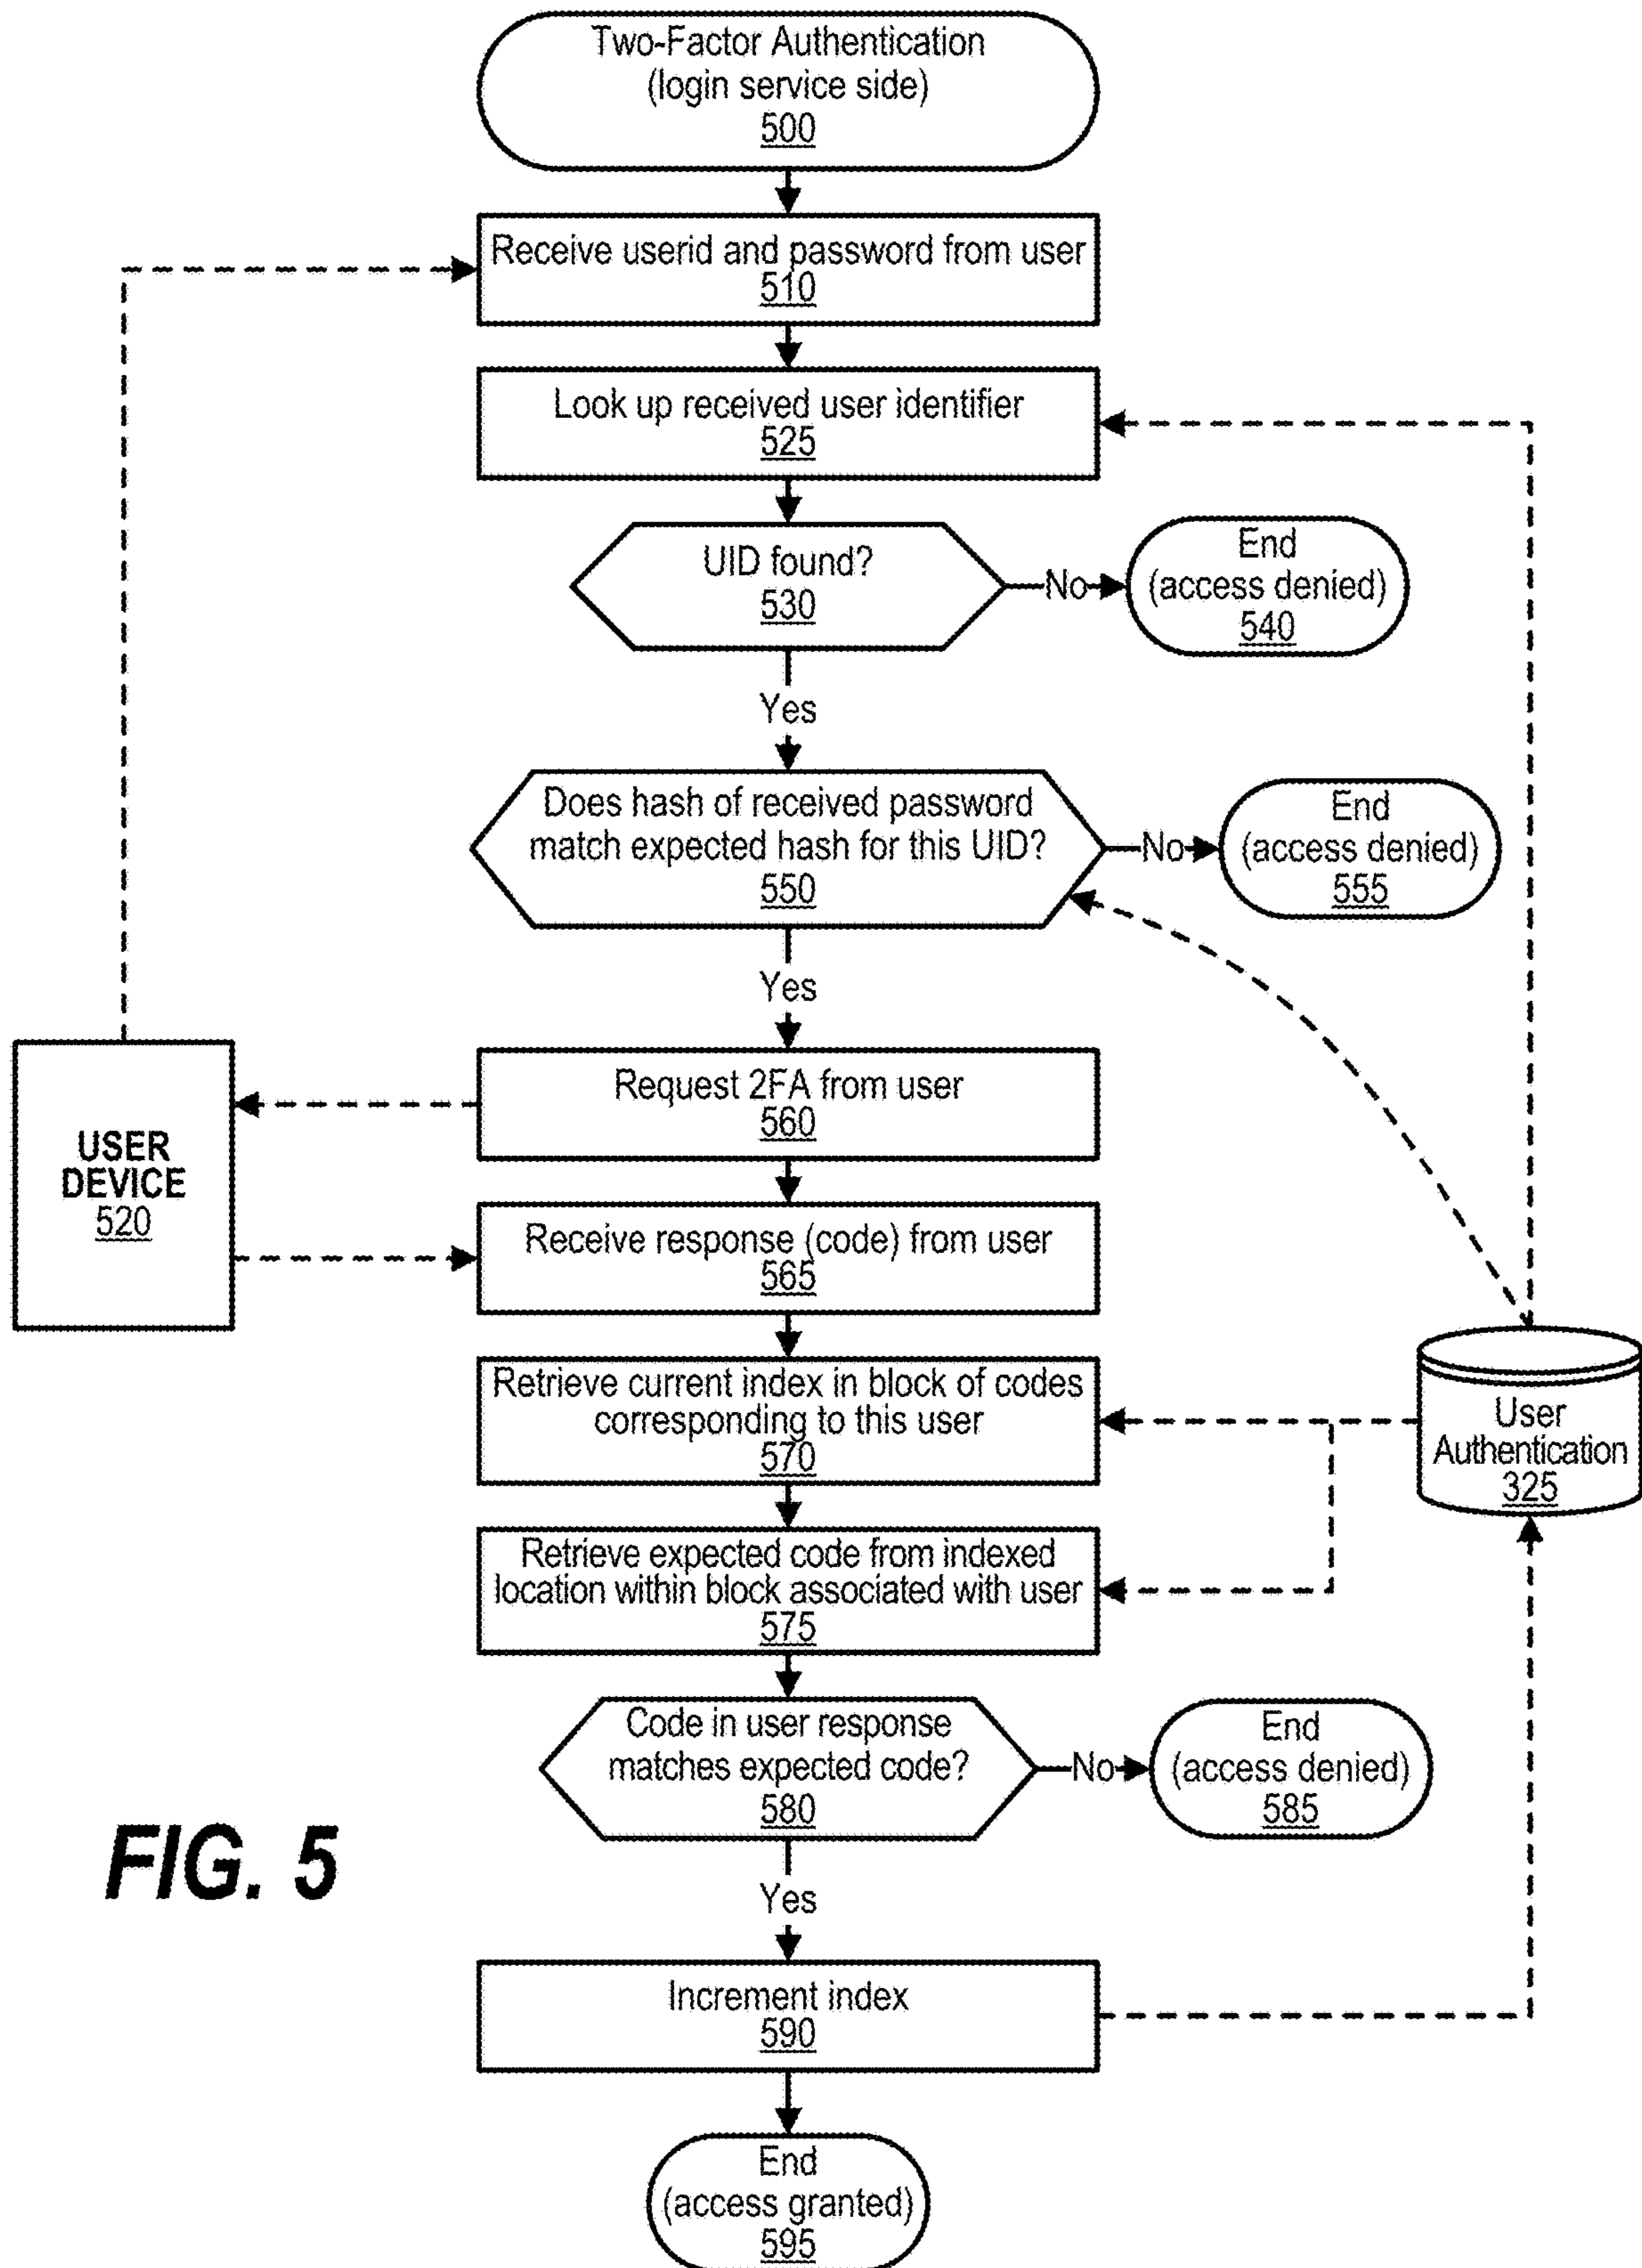 Two-Factor Authentication
(login service side)
500
Receive userid and password from user
510
Look up received user identifier
525
UID found?
530
No
End
(access denied)
540
Yes
Does hash of received password
match expected hash for this UID?
550
No
End
(access denied)
555
Yes
Request 2FA from user
560
USER
DEVICE
520
Receive response (code) from user
565
Retrieve current index in block of codes
corresponding to this user
570
User
Authentication
325
Retrieve expected code from indexed
location within block associated with user
575
Code in user response
matches expected code?
580
No
End
(access denied)
585
FIG. 5
Yes
Increment index
590
End
(access granted)
595